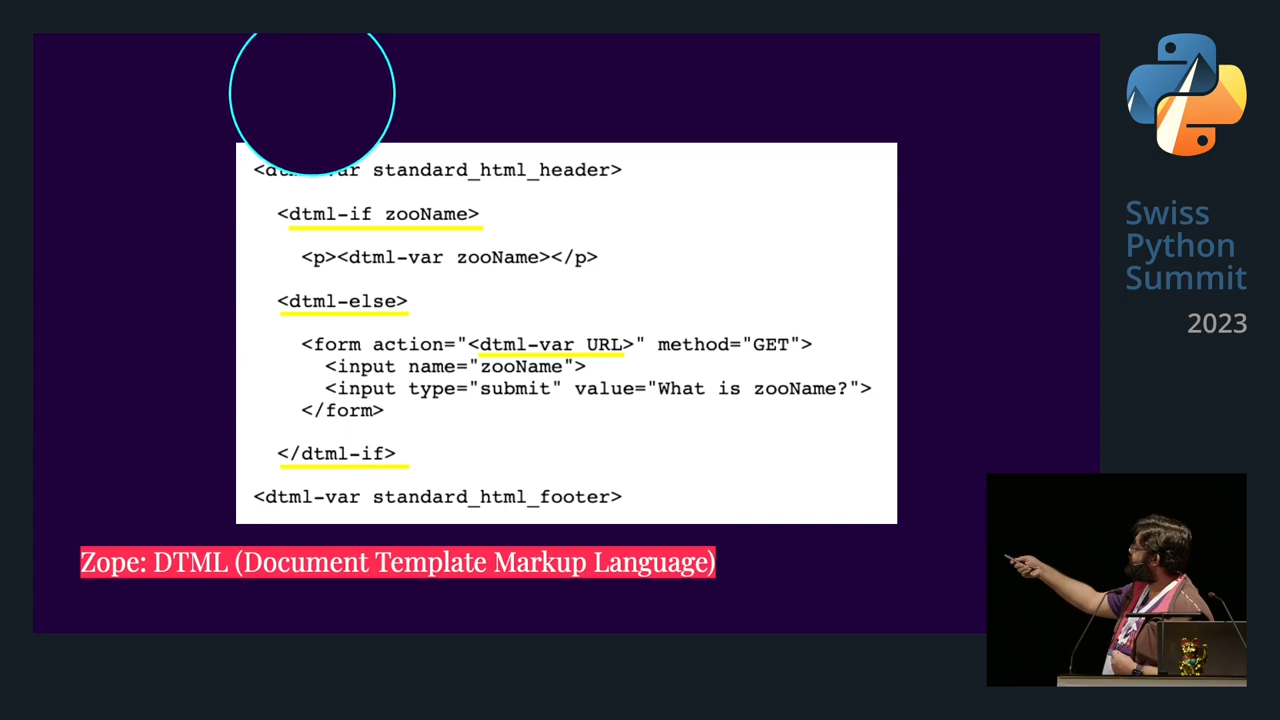 standard_html_header>
<dtml-if zooName>
<p><dtml-var zooName></p>
<dtml-else>
<form action="<dtml-var URL>" method="GET">
<input name="zooName">
<input type="submit" value="What is zooName?">
</form>
</dtml-if>
<dtml-var standard_html_footer>
Zope: DTML (Document Template Markup Language)
Swiss
Python
Summit
2023